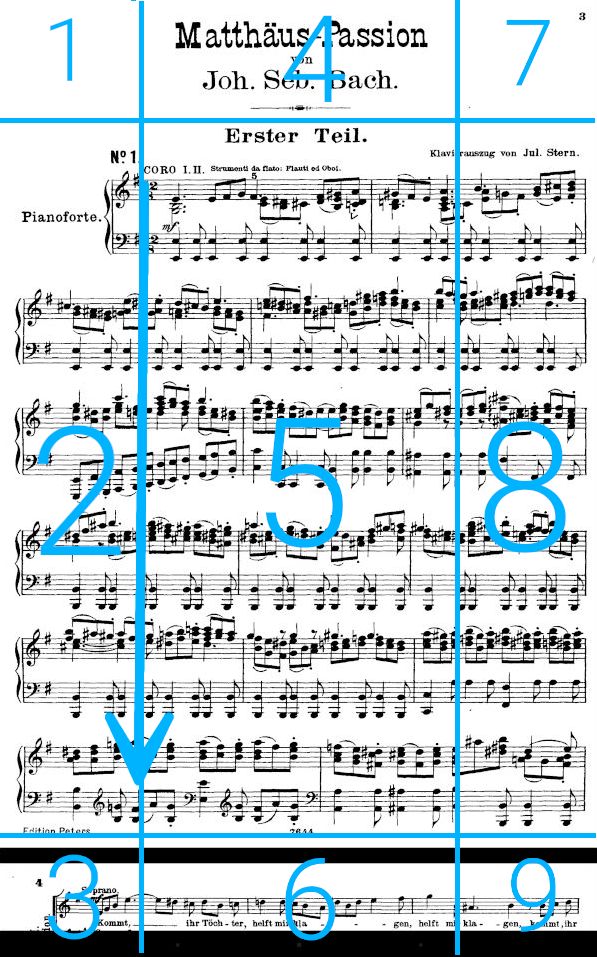 1 4 7
3
Matthäus-Passion
von
Joh. Seb. Bach.
Erster Teil.
Nº 1.
Klavierauszug von Jul. Stern.
CORO I. II. Strumenti da fiato: Flauti ed Oboi.
5
Pianoforte.
mf
2 5 8
Edition Peters
7644
3 6 9
4
Soprano.
Kommt, ihr Töch - ter, helft mir kla - gen, helft mir kla - gen, kommt, ihr